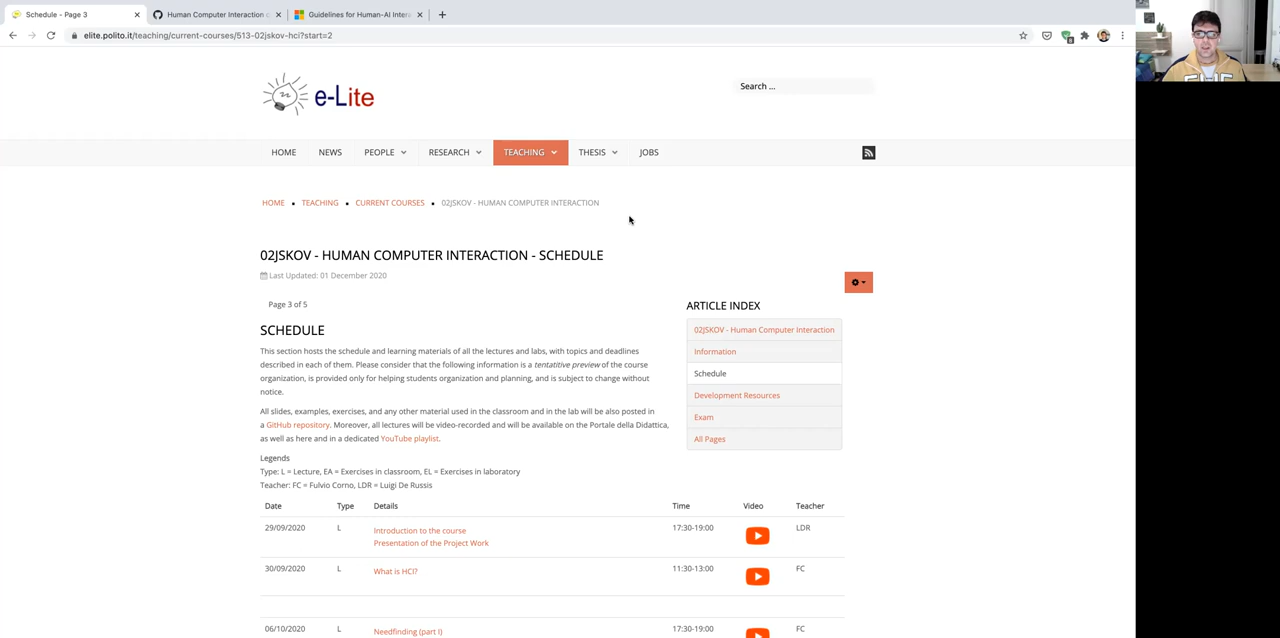 Schedule - Page 3
Human Computer Interaction c
Guidelines for Human-AI Inter
elite.polito.it/teaching/current-courses/513-02jskov-hci?start=2
e-Lite
Search ...
HOME NEWS PEOPLE RESEARCH TEACHING THESIS JOBS
HOME TEACHING CURRENT COURSES 02JSKOV - HUMAN COMPUTER INTERACTION
02JSKOV - HUMAN COMPUTER INTERACTION - SCHEDULE
Last Updated: 01 December 2020
Page 3 of 5
SCHEDULE
This section hosts the schedule and learning materials of all the lectures and labs, with topics and deadlines
described in each of them. Please consider that the following information is a tentatitive preview of the course
organization, is provided only for helping students organization and planning, and is subject to change without
notice.
All slides, examples, exercises, and any other material used in the classroom and in the lab will be also posted in
a GitHub repository. Moreover, all lectures will be video-recorded and will be available on the Portale della Didattica,
as well as here and in a dedicated YouTube playlist.
Legends
Type: L = Lecture, EA = Exercises in classroom, EL = Exercises in laboratory
Teacher: FC = Fulvio Corno, LDR = Luigi De Russis
ARTICLE INDEX
02JSKOV - Human Computer Interaction
Information
Schedule
Development Resources
Exam
All Pages
Date Type Details Time Video Teacher
29/09/2020 L Introduction to the course 17:30-19:00 LDR
Presentation of the Project Work
30/09/2020 L What is HCI? 11:30-13:00 FC
06/10/2020 L Needfinding (part I) 17:30-19:00 FC